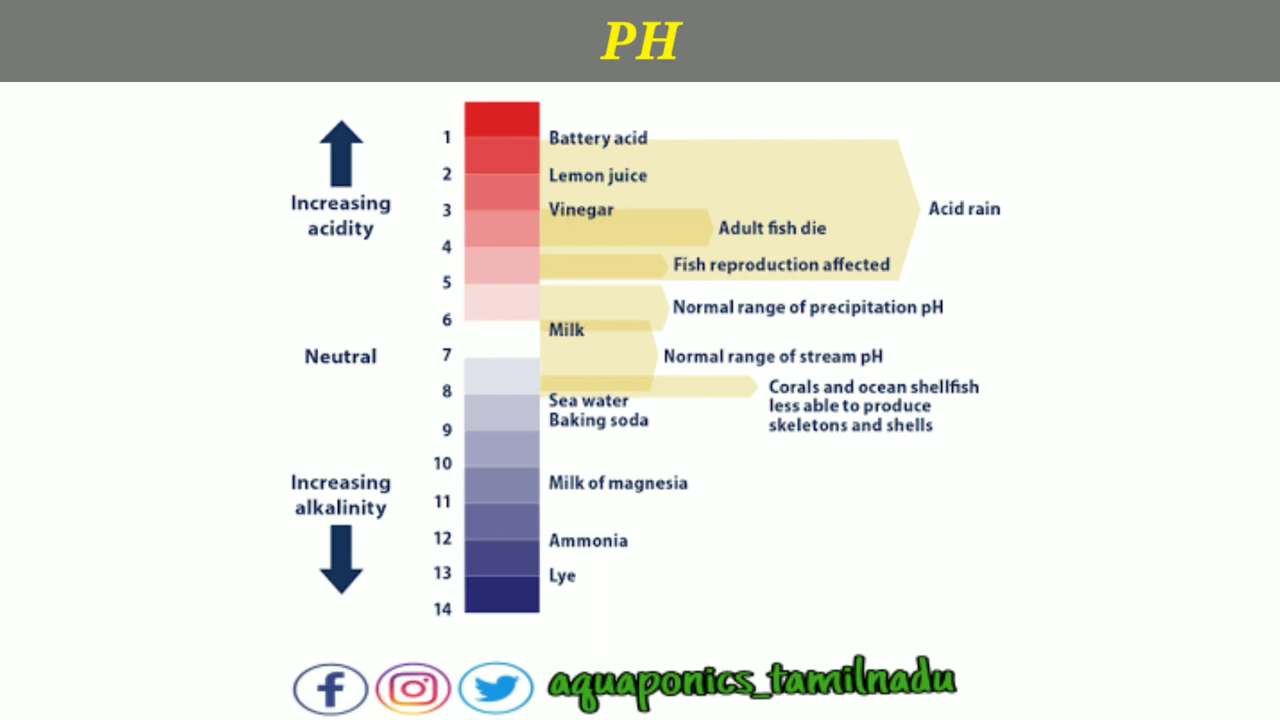 PH
1
Battery acid
2
Lemon juice
Increasing
acidity
3
Vinegar
Acid rain
Adult fish die
4
Fish reproduction affected
5
Normal range of precipitation pH
6
Milk
Neutral
7
Normal range of stream pH
8
Corals and ocean shellfish
less able to produce
skeletons and shells
Sea water
Baking soda
9
10
Increasing
alkalinity
Milk of magnesia
11
12
Ammonia
13
Lye
14
aquaponics_tamilnadu